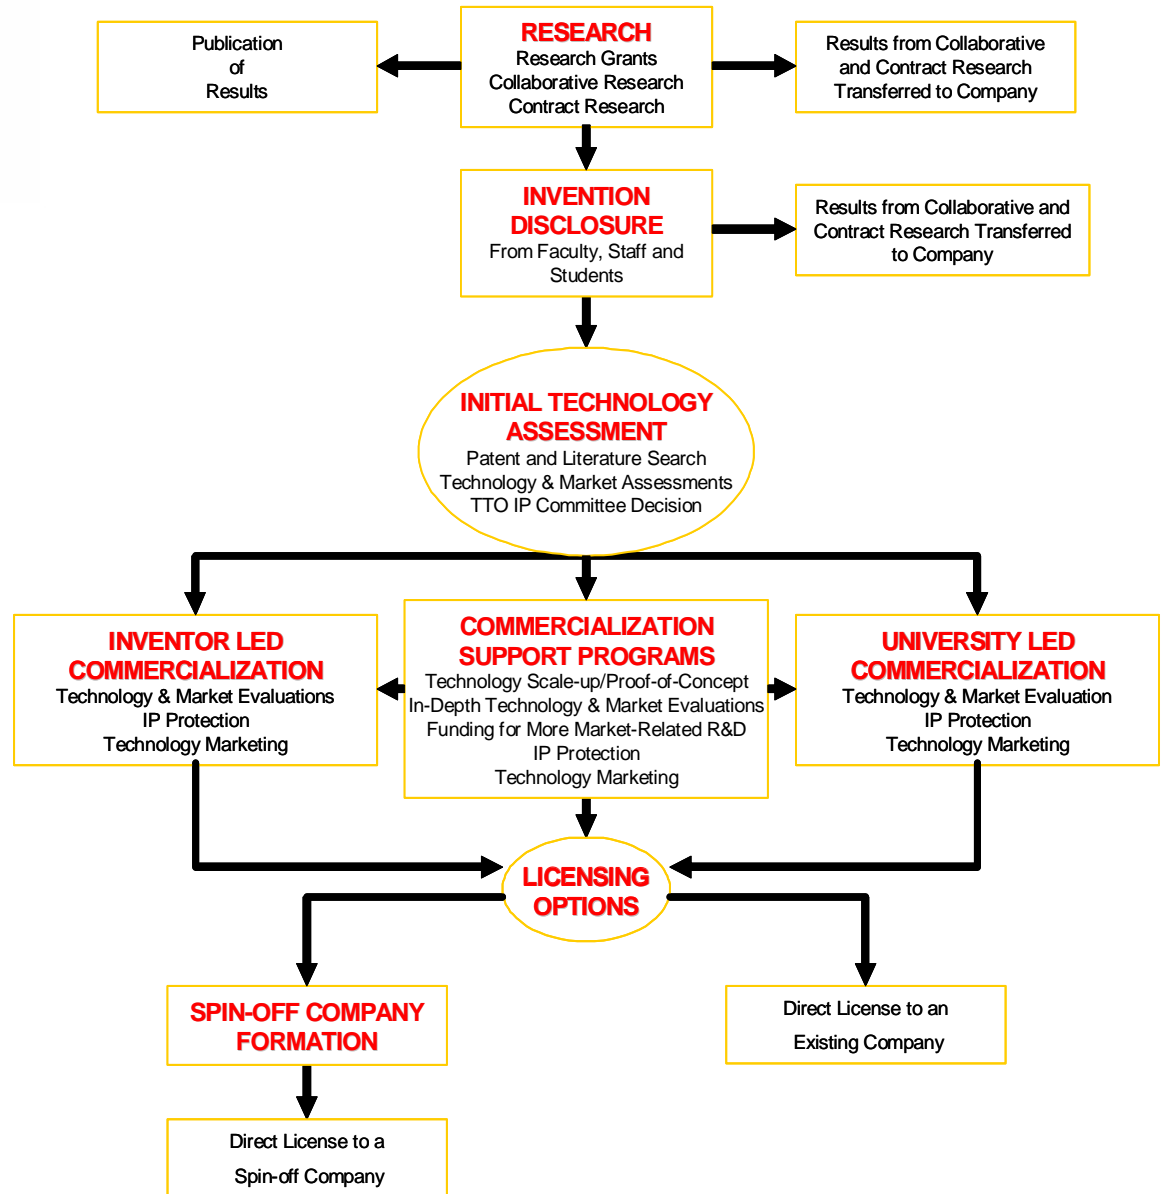 Publication
of
Results
RESEARCH
Research Grants
Collaborative Research
Contract Research
Results from Collaborative
and Contract Research
Transferred to Company
INVENTION
DISCLOSURE
From Faculty, Staff and
Students
Results from Collaborative and
Contract Research Transferred
to Company
INITIAL TECHNOLOGY
ASSESSMENT
Patent and Literature Search
Technology & Market Assessments
TTO IP Committee Decision
INVENTOR LED
COMMERCIALIZATION
Technology & Market Evaluations
IP Protection
Technology Marketing
COMMERCIALIZATION
SUPPORT PROGRAMS
Technology Scale-up/Proof-of-Concept
In-Depth Technology & Market Evaluations
Funding for More Market-Related R&D
IP Protection
Technology Marketing
UNIVERSITY LED
COMMERCIALIZATION
Technology & Market Evaluation
IP Protection
Technology Marketing
LICENSING
OPTIONS
SPIN-OFF COMPANY
FORMATION
Direct License to an
Existing Company
Direct License to a
Spin-off Company